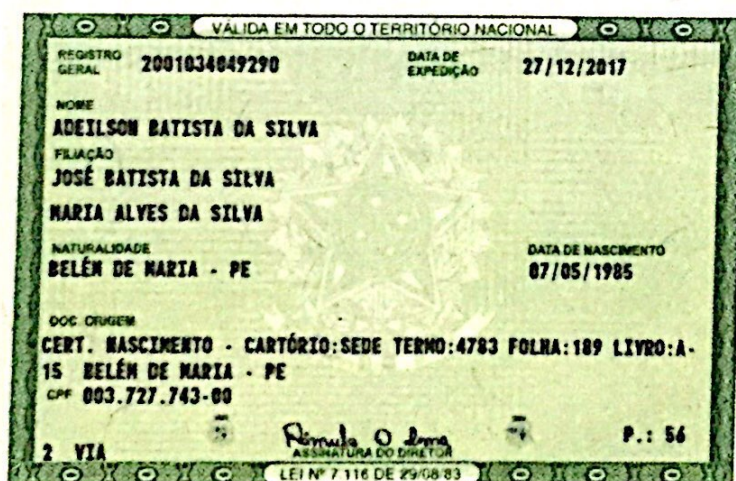 VÁLIDA EM TODO O TERRITÓRIO NACIONAL
REGISTRO GERAL 2001034049290 DATA DE EXPEDIÇÃO 27/12/2017
NOME
ADEILSON BATISTA DA SILVA
FILIAÇÃO
JOSÉ BATISTA DA SILVA
MARIA ALVES DA SILVA
NATURALIDADE DATA DE NASCIMENTO
BELÉM DE MARIA - PE 07/05/1985
DOC. ORIGEM
CERT. NASCIMENTO - CARTÓRIO:SEDE TERMO:4783 FOLHA:189 LIVRO:A-
15 BELÉM DE MARIA - PE
CPF 003.727.743-00
2 VIA P.: 56
ASSINATURA DO DIRETOR
LEI Nº 7.116 DE 29/08/83